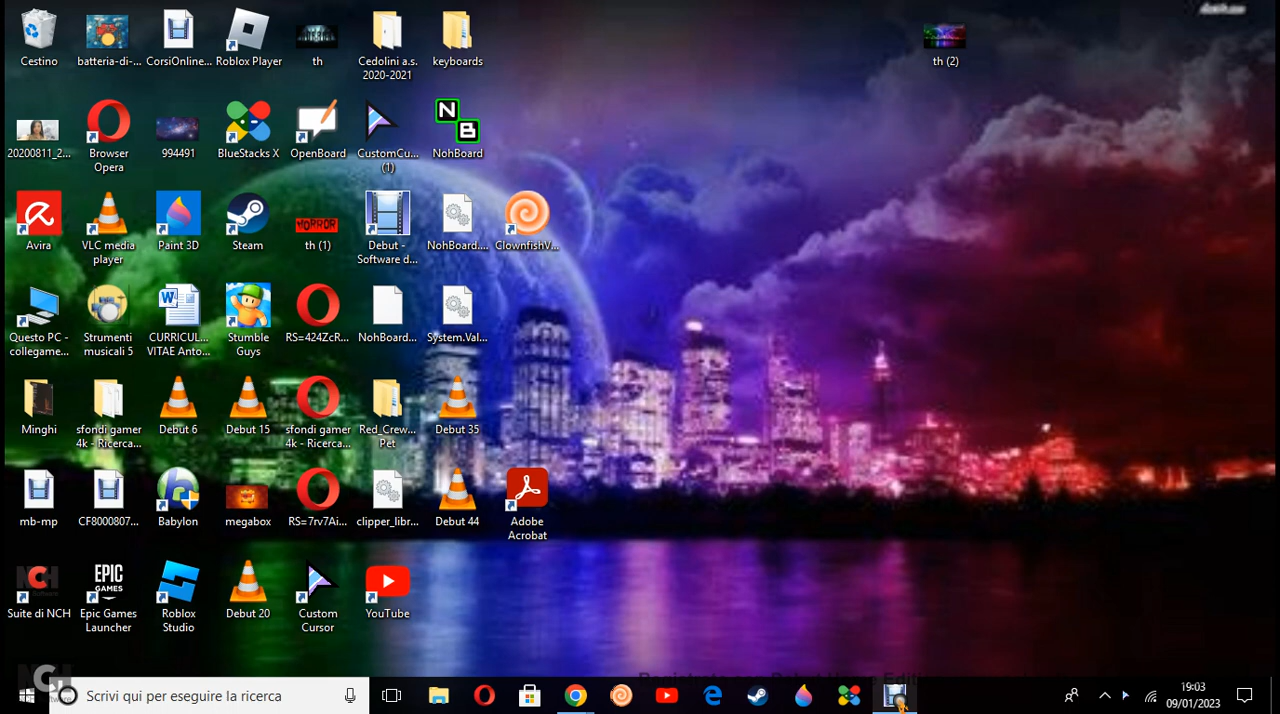 Cestino
batteria-di-...
CorsiOnline...
Roblox Player
th
Cedolini a.s.
2020-2021
keyboards
th (2)
20200811_2...
Browser
Opera
994491
BlueStacks X
OpenBoard
CustomCu...
(1)
N
B
NohBoard
Avira
VLC media
player
Paint 3D
Steam
HORROR
th (1)
Debut -
Software d...
NohBoard....
ClownfishV...
Questo PC -
collegame...
Strumenti
musicali 5
W
CURRICUL...
VITAE Anto...
Stumble
Guys
RS=424ZcR...
NohBoard...
System.Val...
Minghi
sfondi gamer
4k - Ricerca...
Debut 6
Debut 15
sfondi gamer
4k - Ricerca...
Red_Crew...
Pet
Debut 35
mb-mp
CF8000807...
Babylon
megabox
RS=7rv7Ai...
clipper_libr...
Debut 44
Adobe
Acrobat
NCH
Suite di NCH
EPIC
GAMES
Epic Games
Launcher
Roblox
Studio
Debut 20
Custom
Cursor
YouTube
NCH
Scrivi qui per eseguire la ricerca
19:03
09/01/2023